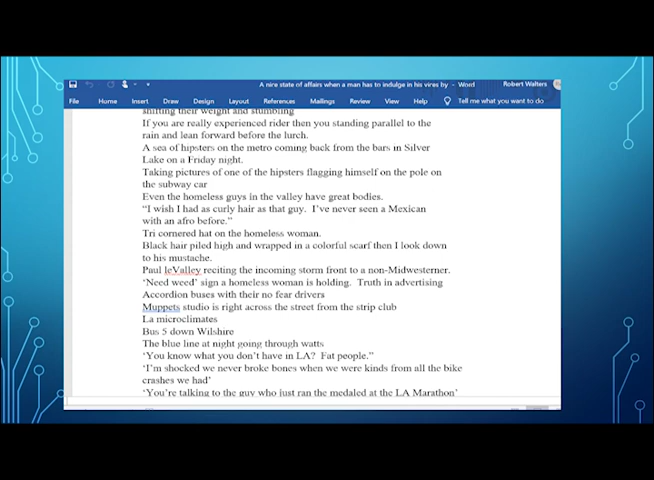 A nire state of affairs when a man has to indulge in his vires by - Word
Robert Walters
File Home Insert Draw Design Layout References Mailings Review View Help Tell me what you want to do
shifting their weight and stumbling
If you are really experienced rider then you standing parallel to the
rain and lean forward before the lurch.
A sea of hipsters on the metro coming back from the bars in Silver
Lake on a Friday night.
Taking pictures of one of the hipsters flagging himself on the pole on
the subway car
Even the homeless guys in the valley have great bodies.
“I wish I had as curly hair as that guy. I’ve never seen a Mexican
with an afro before.”
Tri cornered hat on the homeless woman.
Black hair piled high and wrapped in a colorful scarf then I look down
to his mustache.
Paul leValley reciting the incoming storm front to a non-Midwesterner.
‘Need weed’ sign a homeless woman is holding. Truth in advertising
Accordion buses with their no fear drivers
Muppets studio is right across the street from the strip club
La microclimates
Bus 5 down Wilshire
The blue line at night going through watts
‘You know what you don’t have in LA? Fat people.”
‘I’m shocked we never broke bones when we were kinds from all the bike
crashes we had’
‘You’re talking to the guy who just ran the medaled at the LA Marathon’